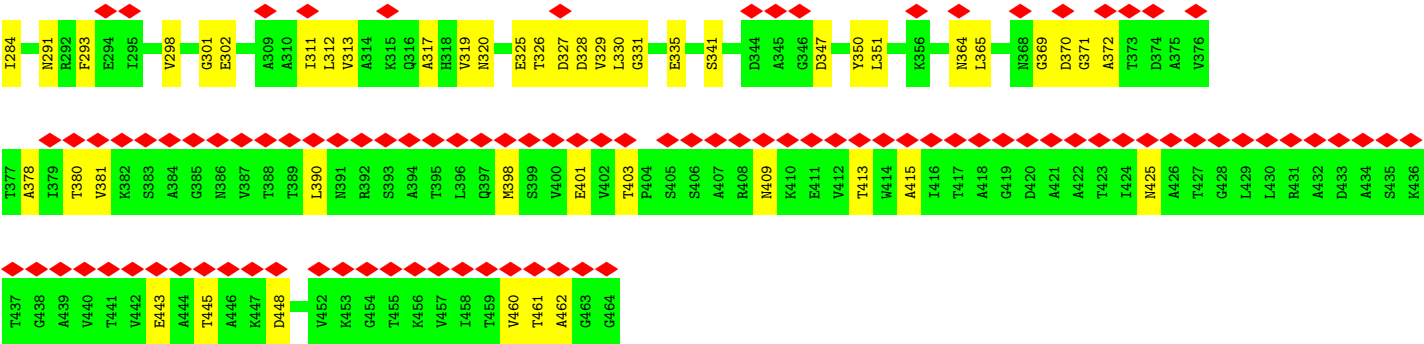 I284 N291 R292 F293 E294 I295 V298 G301 E302 A309 A310 I311 L312 V313 A314 K315 Q316 A317 H318 V319 N320 E325 T326 D327 D328 V329 L330 G331 E335 S341 D344 A345 G346 D347 Y350 L351 K356 N364 L365 N368 G369 D370 G371 A372 T373 D374 A375 V376
T377 A378 I379 T380 V381 K382 S383 A384 G385 N386 V387 T388 T389 L390 N391 R392 S393 A394 T395 L396 Q397 M398 S399 V400 E401 V402 T403 P404 S405 S406 A407 R408 N409 K410 E411 V412 T413 W414 A415 I416 T417 A418 G419 D420 A421 A422 T423 I424 N425 A426 T427 G428 L429 L430 R431 A432 D433 A434 S435 K436
T437 G438 A439 V440 T441 V442 E443 A444 T445 A446 K447 D448 V452 K453 G454 T455 K456 V457 I458 T459 V460 T461 A462 G463 G464